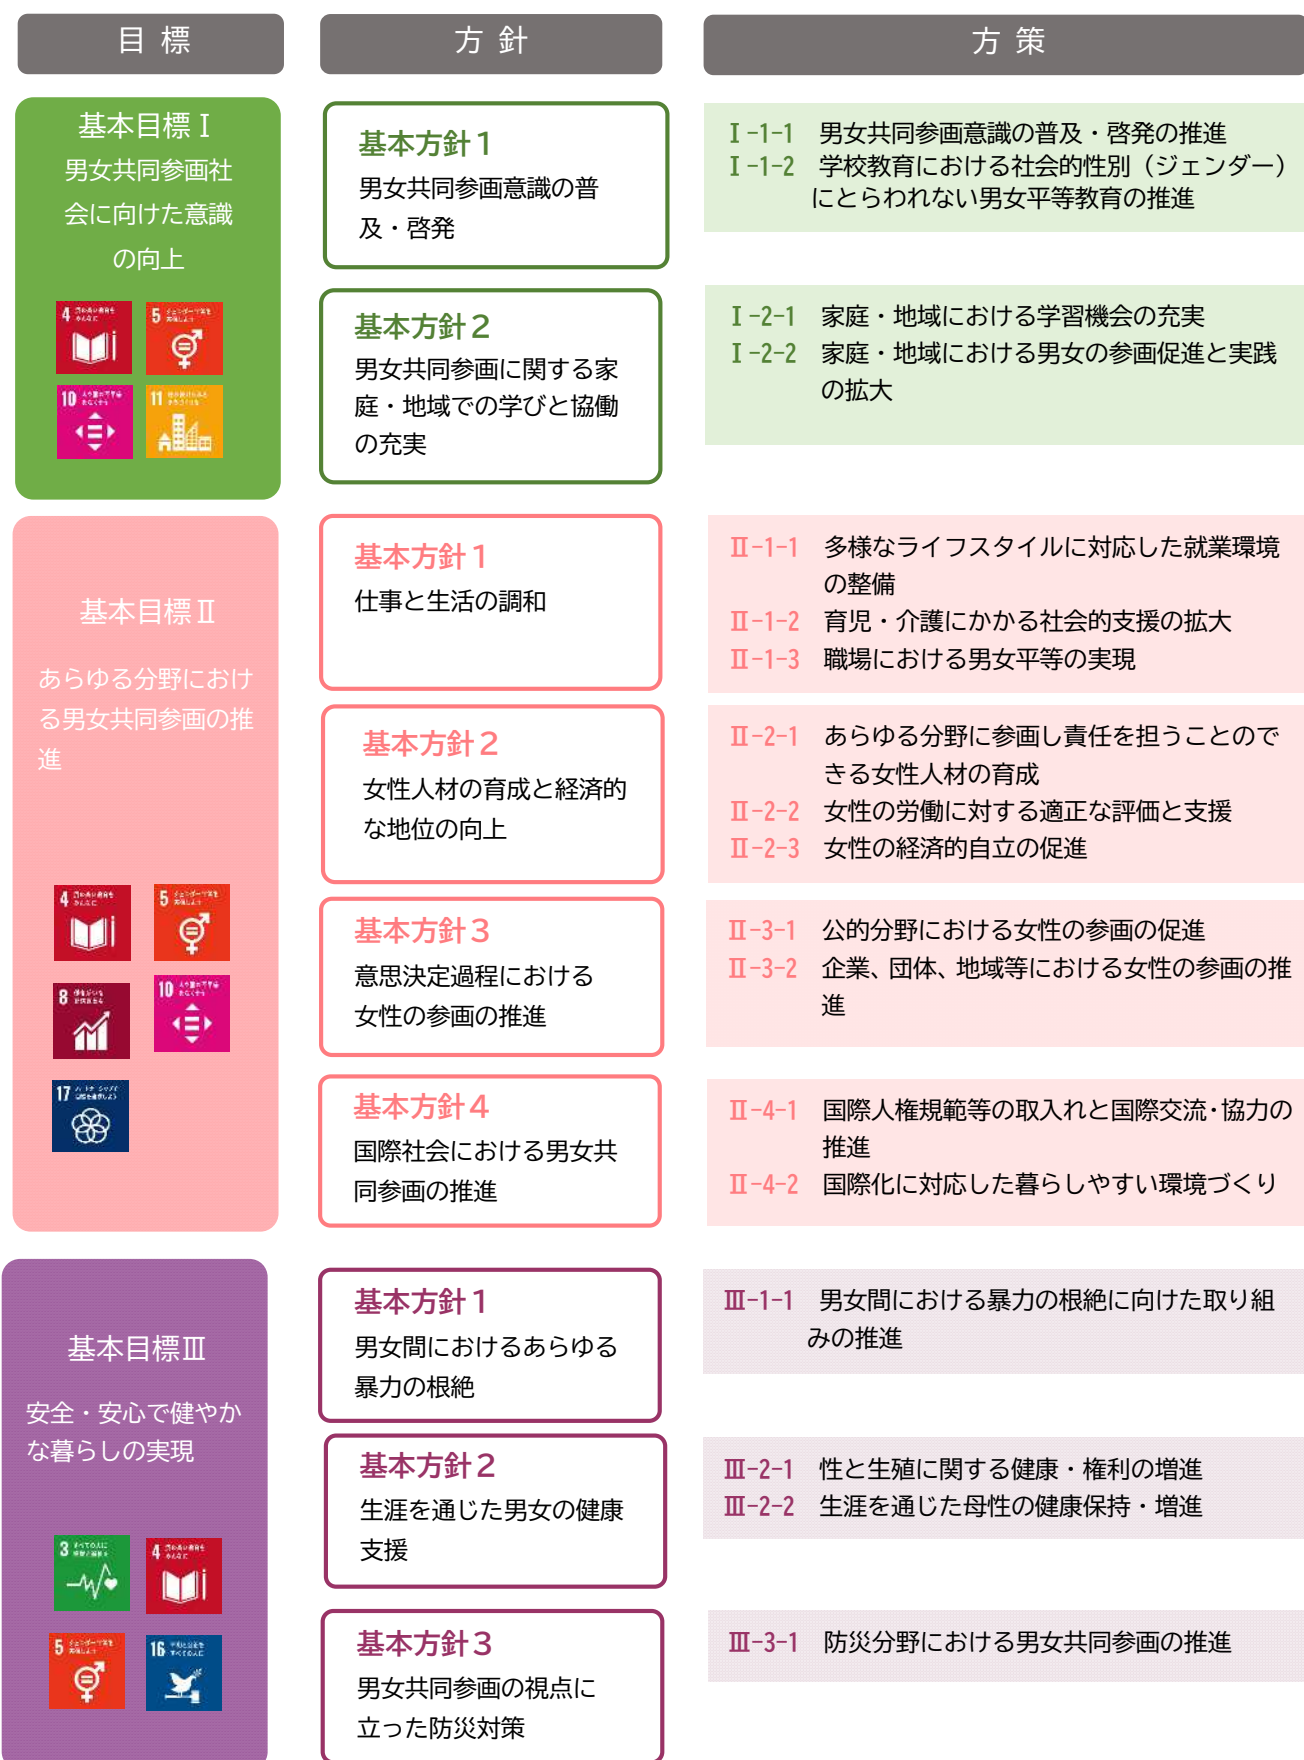 目 標
方 針
方 策
基本目標Ⅰ
男女共同参画社
会に向けた意識
の向上
4
5
10
11
基本方針1
男女共同参画意識の普
及・啓発
Ⅰ-1-1 男女共同参画意識の普及・啓発の推進
Ⅰ-1-2 学校教育における社会的性別（ジェンダー）
にとらわれない男女平等教育の推進
基本方針2
男女共同参画に関する家
庭・地域での学びと協働
の充実
Ⅰ-2-1 家庭・地域における学習機会の充実
Ⅰ-2-2 家庭・地域における男女の参画促進と実践
の拡大
基本目標Ⅱ
あらゆる分野におけ
る男女共同参画の推
進
4
5
8
10
17
基本方針1
仕事と生活の調和
Ⅱ-1-1 多様なライフスタイルに対応した就業環境
の整備
Ⅱ-1-2 育児・介護にかかる社会的支援の拡大
Ⅱ-1-3 職場における男女平等の実現
基本方針2
女性人材の育成と経済的
な地位の向上
Ⅱ-2-1 あらゆる分野に参画し責任を担うことので
きる女性人材の育成
Ⅱ-2-2 女性の労働に対する適正な評価と支援
Ⅱ-2-3 女性の経済的自立の促進
基本方針3
意思決定過程における
女性の参画の推進
Ⅱ-3-1 公的分野における女性の参画の促進
Ⅱ-3-2 企業、団体、地域等における女性の参画の推
進
基本方針4
国際社会における男女共
同参画の推進
Ⅱ-4-1 国際人権規範等の取入れと国際交流・協力の
推進
Ⅱ-4-2 国際化に対応した暮らしやすい環境づくり
基本目標Ⅲ
安全・安心で健やか
な暮らしの実現
3 すべての人に
4
5
16
基本方針1
男女間におけるあらゆる
暴力の根絶
Ⅲ-1-1 男女間における暴力の根絶に向けた取り組
みの推進
基本方針2
生涯を通じた男女の健康
支援
Ⅲ-2-1 性と生殖に関する健康・権利の増進
Ⅲ-2-2 生涯を通じた母性の健康保持・増進
基本方針3
男女共同参画の視点に
立った防災対策
Ⅲ-3-1 防災分野における男女共同参画の推進